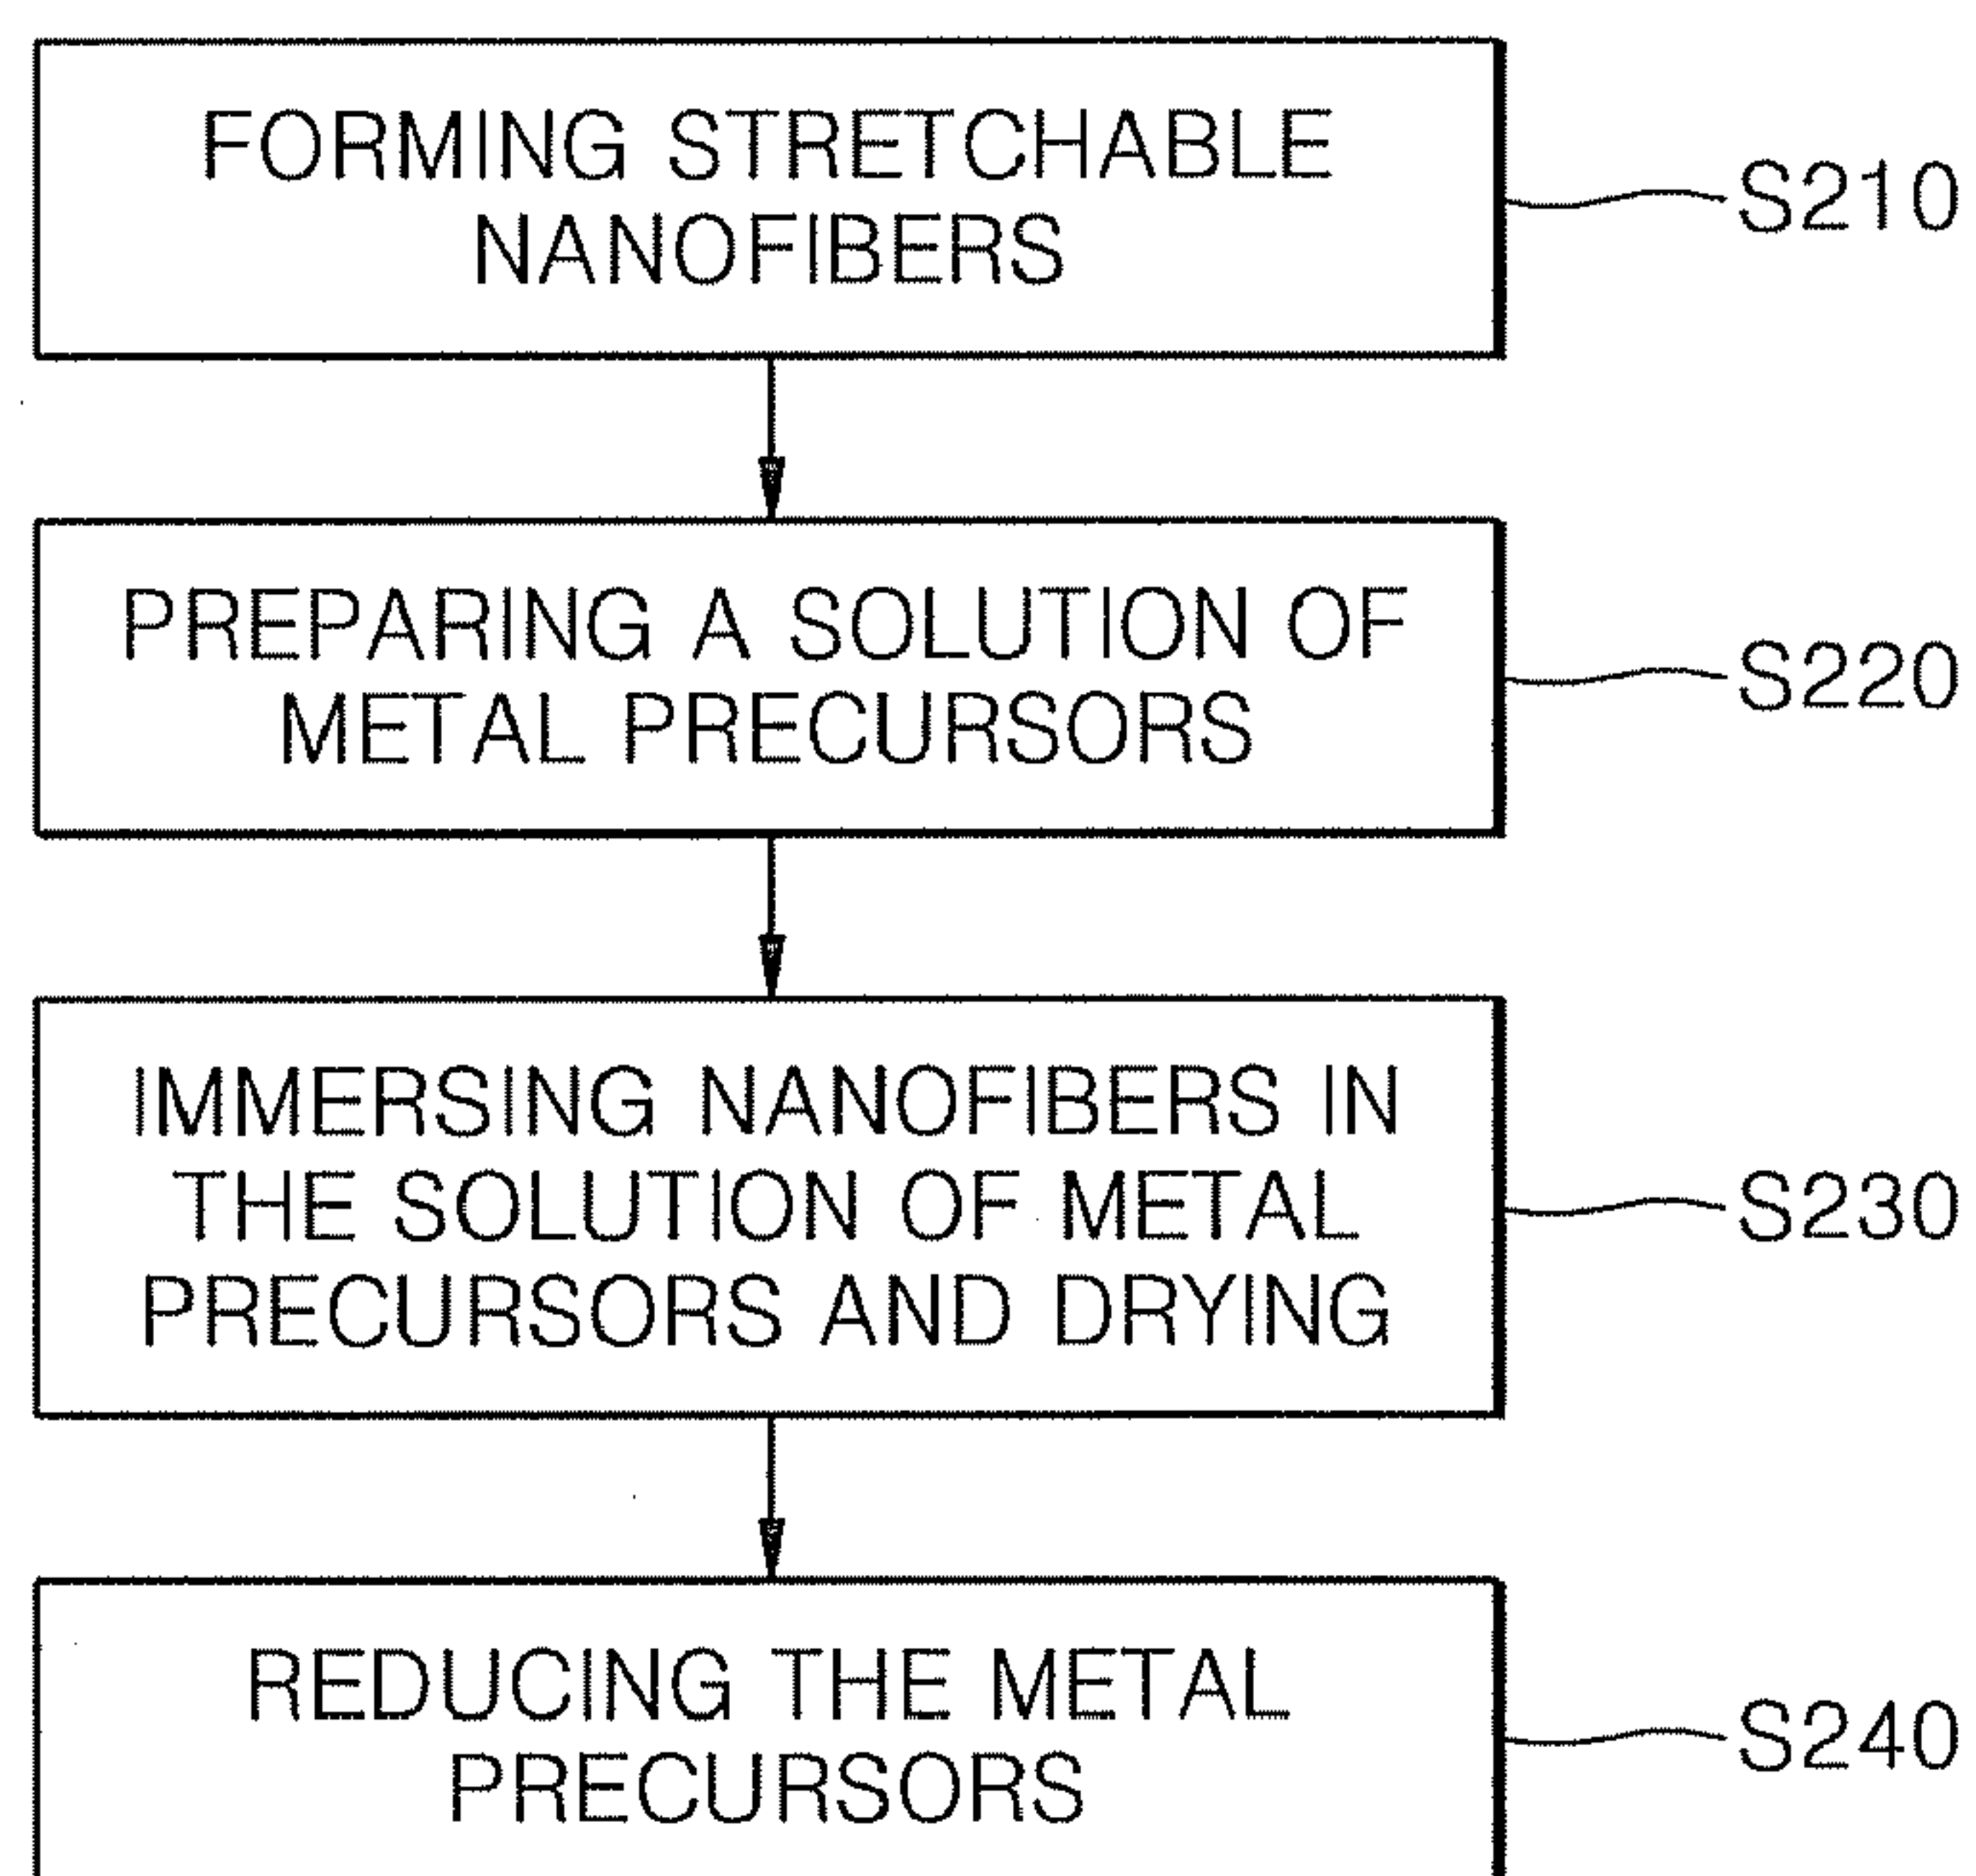 FORMING STRETCHABLE
NANOFIBERS
S210
PREPARING A SOLUTION OF
METAL PRECURSORS
S220
IMMERSING NANOFIBERS IN
THE SOLUTION OF METAL
PRECURSORS AND DRYING
S230
REDUCING THE METAL
PRECURSORS
S240